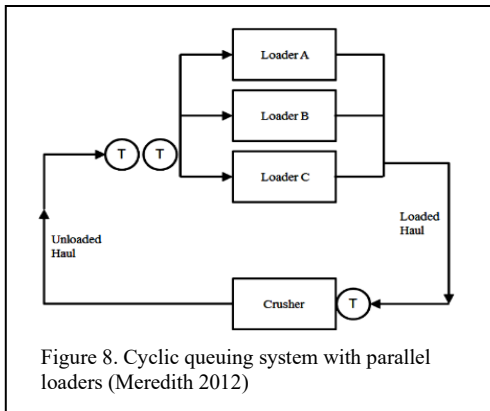 Loader A
Loader B
T T
Loader C
Unloaded
Haul
Loaded
Haul
Crusher
T
Figure 8. Cyclic queuing system with parallel
loaders (Meredith 2012)